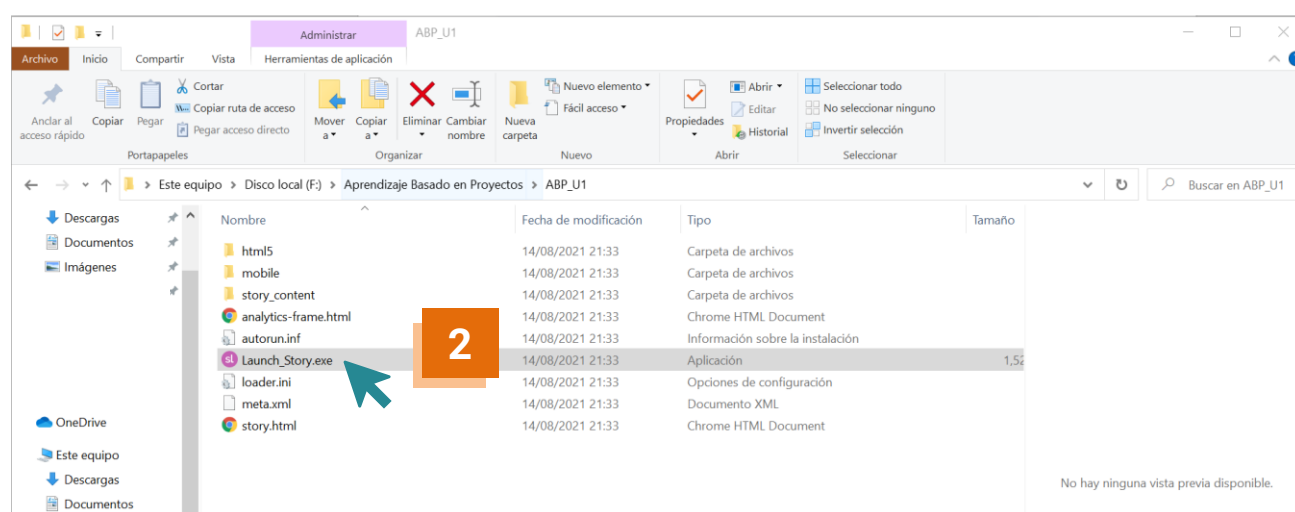 Administrar
ABP_U1
Archivo Inicio Compartir Vista Herramientas de aplicación
Anclar al acceso rápido
Copiar
Pegar
Cortar
Copiar ruta de acceso
Pegar acceso directo
Portapapeles
Mover a
Copiar a
Eliminar
Cambiar nombre
Organizar
Nueva carpeta
Nuevo elemento
Fácil acceso
Nuevo
Propiedades
Abrir
Editar
Historial
Abrir
Seleccionar todo
No seleccionar ninguno
Invertir selección
Seleccionar
> Este equipo > Disco local (F:) > Aprendizaje Basado en Proyectos > ABP_U1
Buscar en ABP_U1
Descargas
Documentos
Imágenes
OneDrive
Este equipo
Descargas
Documentos
Nombre Fecha de modificación Tipo Tamaño
html5 14/08/2021 21:33 Carpeta de archivos
mobile 14/08/2021 21:33 Carpeta de archivos
story_content 14/08/2021 21:33 Carpeta de archivos
analytics-frame.html 14/08/2021 21:33 Chrome HTML Document
autorun.inf 14/08/2021 21:33 Información sobre la instalación
sl Launch_Story.exe 14/08/2021 21:33 Aplicación 1,52
loader.ini 14/08/2021 21:33 Opciones de configuración
meta.xml 14/08/2021 21:33 Documento XML
story.html 14/08/2021 21:33 Chrome HTML Document
2
No hay ninguna vista previa disponible.